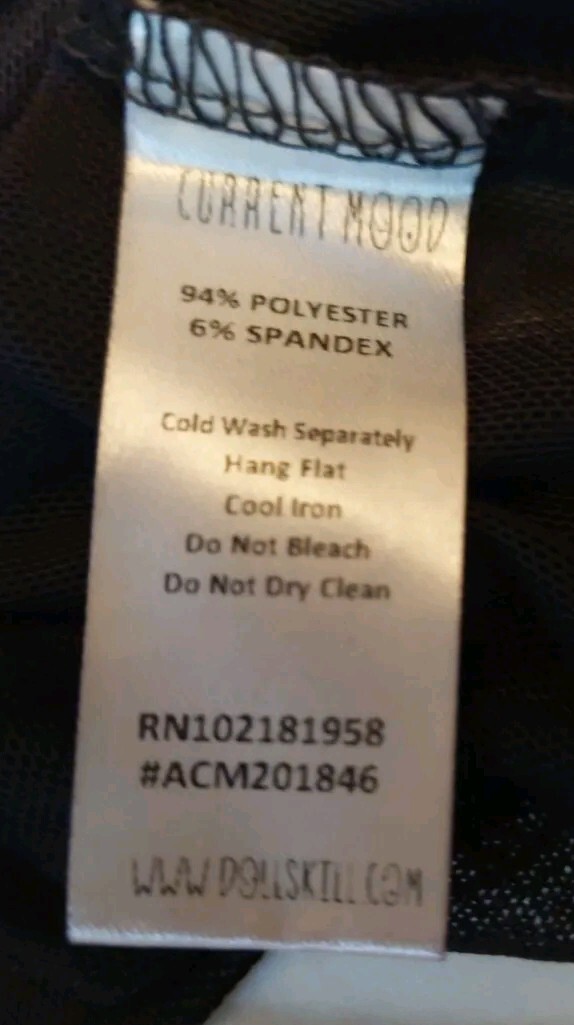 CURRENT MOOD
94% POLYESTER
6% SPANDEX
Cold Wash Separately
Hang Flat
Cool Iron
Do Not Bleach
Do Not Dry Clean
RN102181958
#ACM201846
WWW.DOLLSKILL.COM